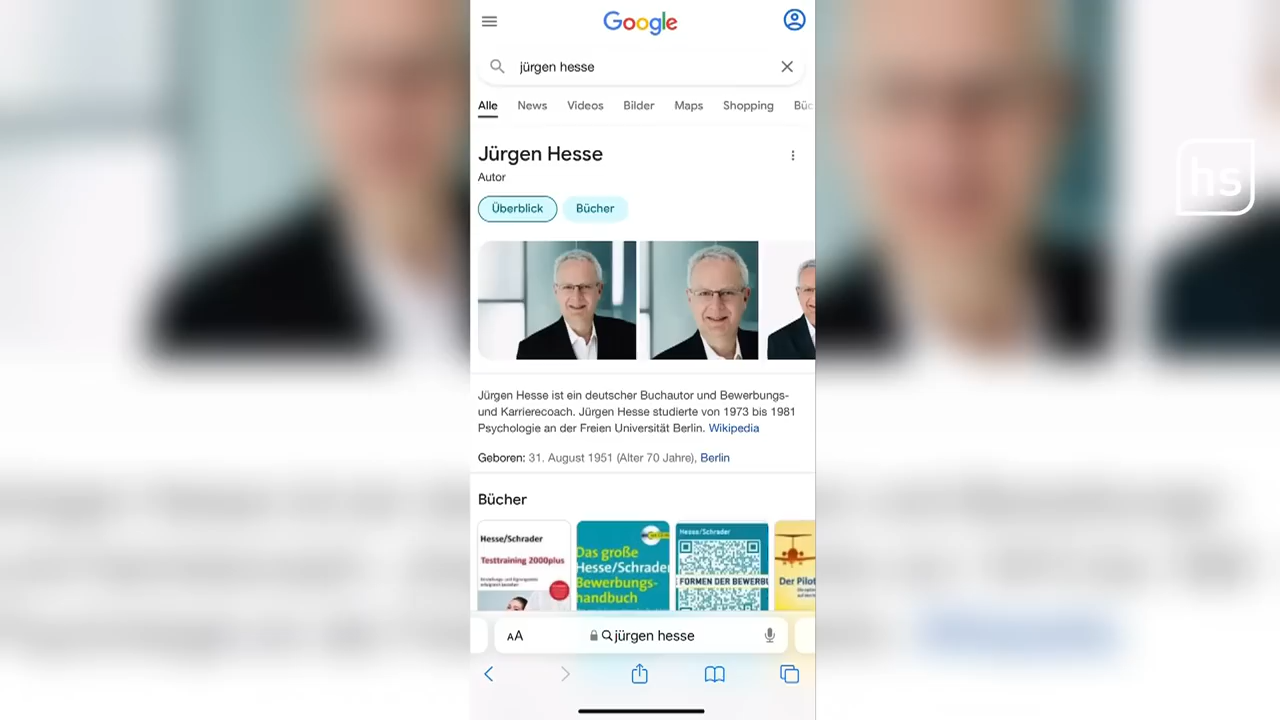 Google
jürgen hesse
Alle News Videos Bilder Maps Shopping Büc
Jürgen Hesse
Autor
Überblick Bücher
hs
Jürgen Hesse ist ein deutscher Buchautor und Bewerbungs-
und Karrierecoach. Jürgen Hesse studierte von 1973 bis 1981
Psychologie an der Freien Universität Berlin. Wikipedia
Geboren: 31. August 1951 (Alter 70 Jahre), Berlin
Bücher
Hesse/Schrader
Testtraining 2000plus
Das große
Hesse/Schrader
Bewerbungs-
handbuch
Hesse/Schrader
E FORMEN DER BEWERBU
Der Pilot
AA jürgen hesse